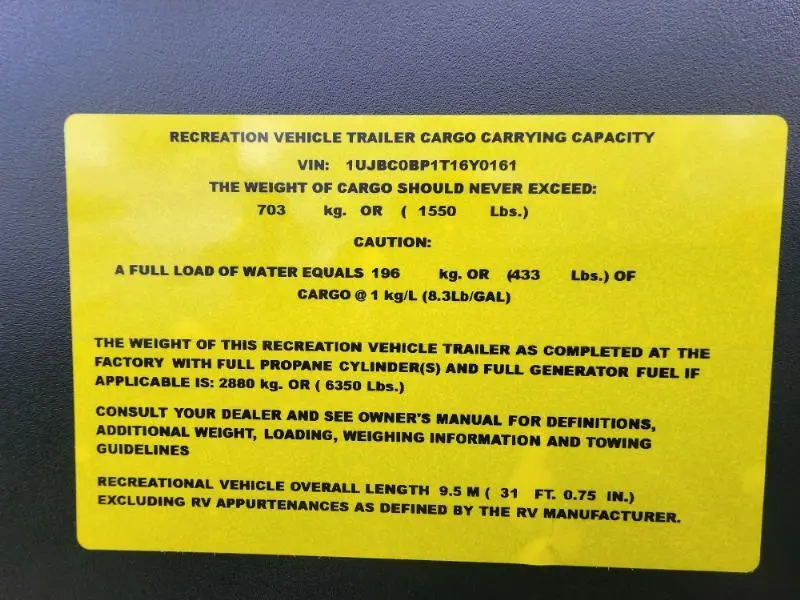 RECREATION VEHICLE TRAILER CARGO CARRYING CAPACITY
VIN: 1UJBC0BP1T16Y0161
THE WEIGHT OF CARGO SHOULD NEVER EXCEED:
703 kg. OR ( 1550 Lbs.)
CAUTION:
A FULL LOAD OF WATER EQUALS 196 kg. OR (433 Lbs.) OF
CARGO @ 1 kg/L (8.3Lb/GAL)
THE WEIGHT OF THIS RECREATION VEHICLE TRAILER AS COMPLETED AT THE
FACTORY WITH FULL PROPANE CYLINDER(S) AND FULL GENERATOR FUEL IF
APPLICABLE IS: 2880 kg. OR ( 6350 Lbs.)
CONSULT YOUR DEALER AND SEE OWNER'S MANUAL FOR DEFINITIONS,
ADDITIONAL WEIGHT, LOADING, WEIGHING INFORMATION AND TOWING
GUIDELINES
RECREATIONAL VEHICLE OVERALL LENGTH 9.5 M ( 31 FT. 0.75 IN.)
EXCLUDING RV APPURTENANCES AS DEFINED BY THE RV MANUFACTURER.